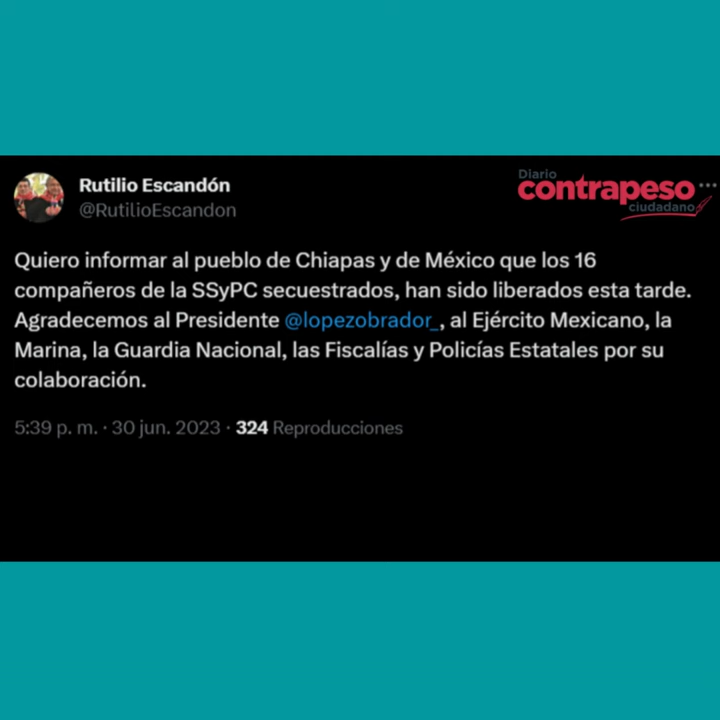 Rutilio Escandón
@RutilioEscandon
Diario
contrapeso
ciudadano
Quiero informar al pueblo de Chiapas y de México que los 16
compañeros de la SSyPC secuestrados, han sido liberados esta tarde.
Agradecemos al Presidente @lopezobrador_, al Ejército Mexicano, la
Marina, la Guardia Nacional, las Fiscalías y Policías Estatales por su
colaboración.
5:39 p. m. · 30 jun. 2023 · 324 Reproducciones